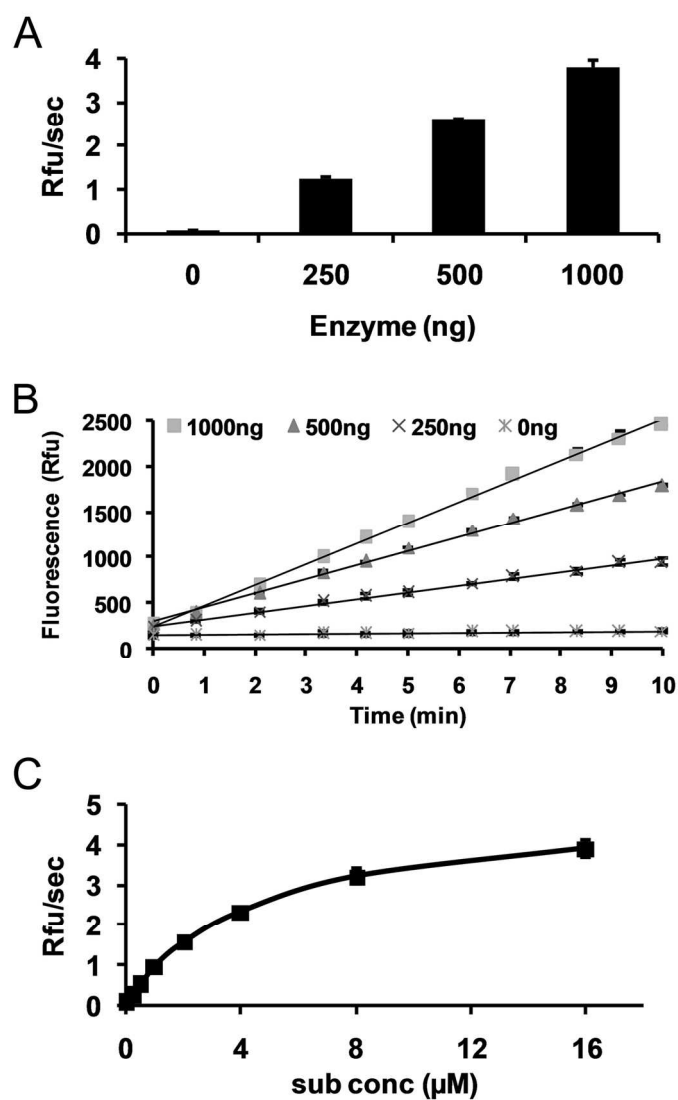 A
Rfu/sec
4
3
2
1
0
0 250 500 1000
Enzyme (ng)
B
Fluorescence (Rfu)
2500
2000
1500
1000
500
0
1000ng 500ng 250ng 0ng
0 1 2 3 4 5 6 7 8 9 10
Time (min)
C
Rfu/sec
5
4
3
2
1
0
0 4 8 12 16
sub conc (µM)